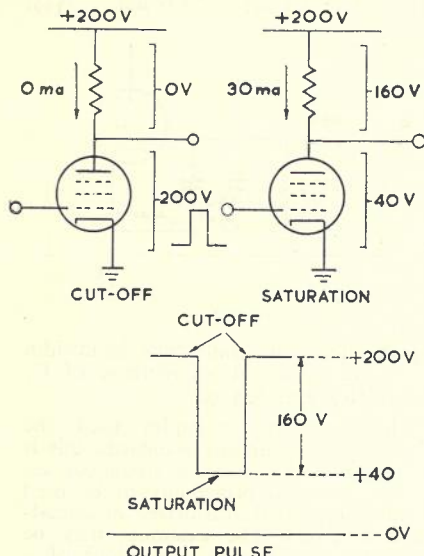 +200V
+200V
0 ma
0V
30 ma
160 V
200V
40 V
CUT-OFF
SATURATION
CUT-OFF
+200V
160 V
+40
SATURATION
0V
OUTPUT PULSE